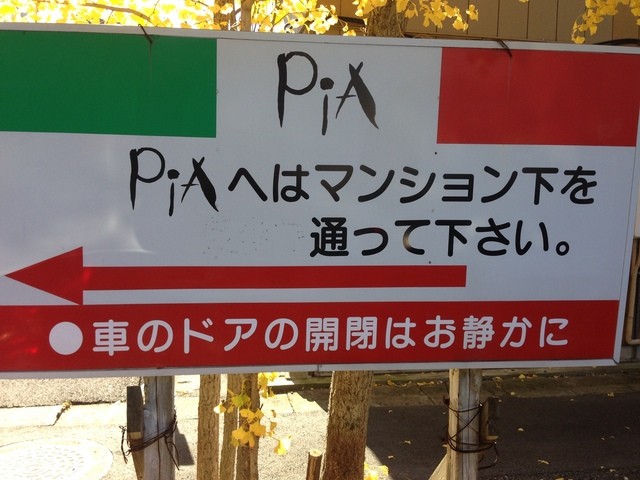 PiA
PiAへはマンション下を
通って下さい。
●車のドアの開閉はお静かに